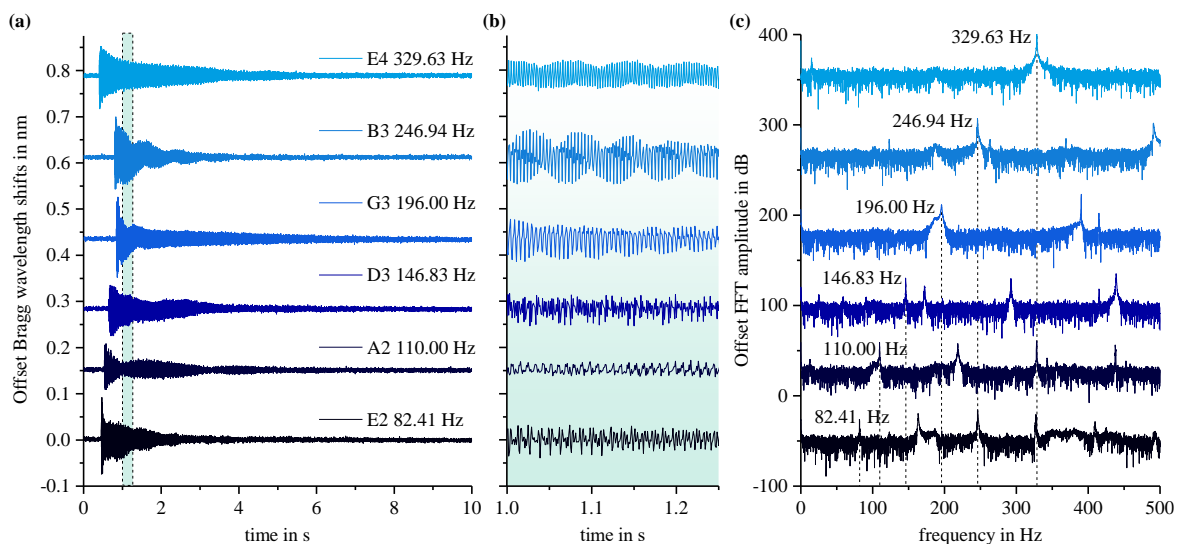 (a)
Offset Bragg wavelength shifts in nm
0.8
0.7
0.6
0.5
0.4
0.3
0.2
0.1
0.0
-0.1
E4 329.63 Hz
B3 246.94 Hz
G3 196.00 Hz
D3 146.83 Hz
A2 110.00 Hz
E2 82.41 Hz
0 2 4 6 8 10
time in s
(b)
1.0 1.1 1.2
time in s
(c)
Offset FFT amplitude in dB
400
300
200
100
0
-100
329.63 Hz
246.94 Hz
196.00 Hz
146.83 Hz
110.00 Hz
82.41 Hz
0 100 200 300 400 500
frequency in Hz